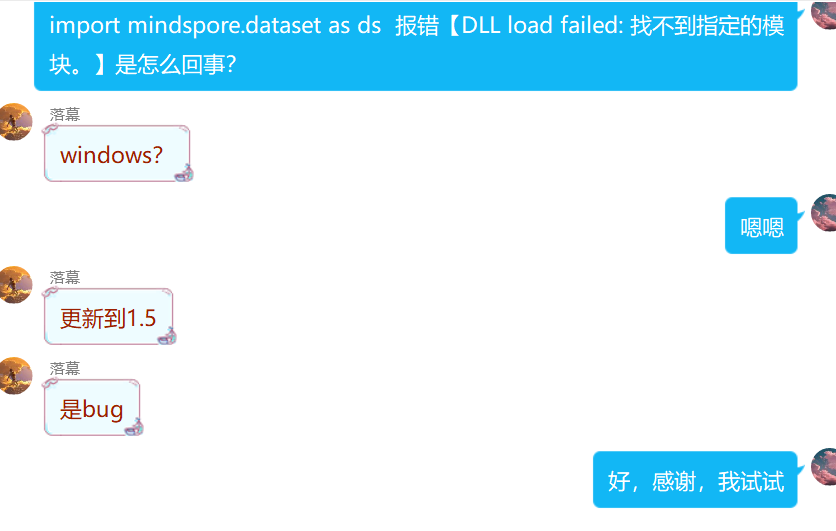 import mindspore.dataset as ds 报错【DLL load failed: 找不到指定的模
块。】是怎么回事？
落幕
windows？
嗯嗯
落幕
更新到1.5
落幕
是bug
好，感谢，我试试